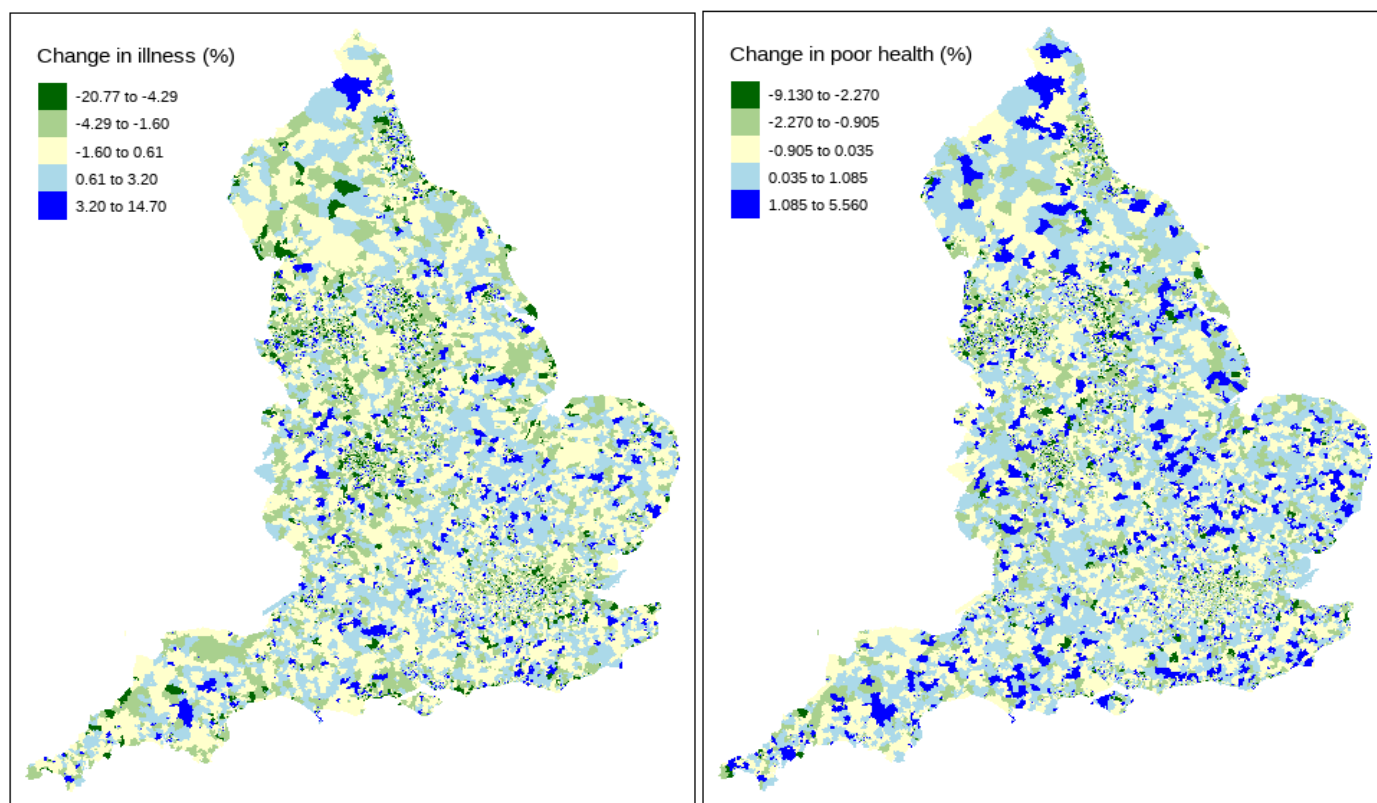 Change in illness (%)
-20.77 to -4.29
-4.29 to -1.60
-1.60 to 0.61
0.61 to 3.20
3.20 to 14.70
Change in poor health (%)
-9.130 to -2.270
-2.270 to -0.905
-0.905 to 0.035
0.035 to 1.085
1.085 to 5.560